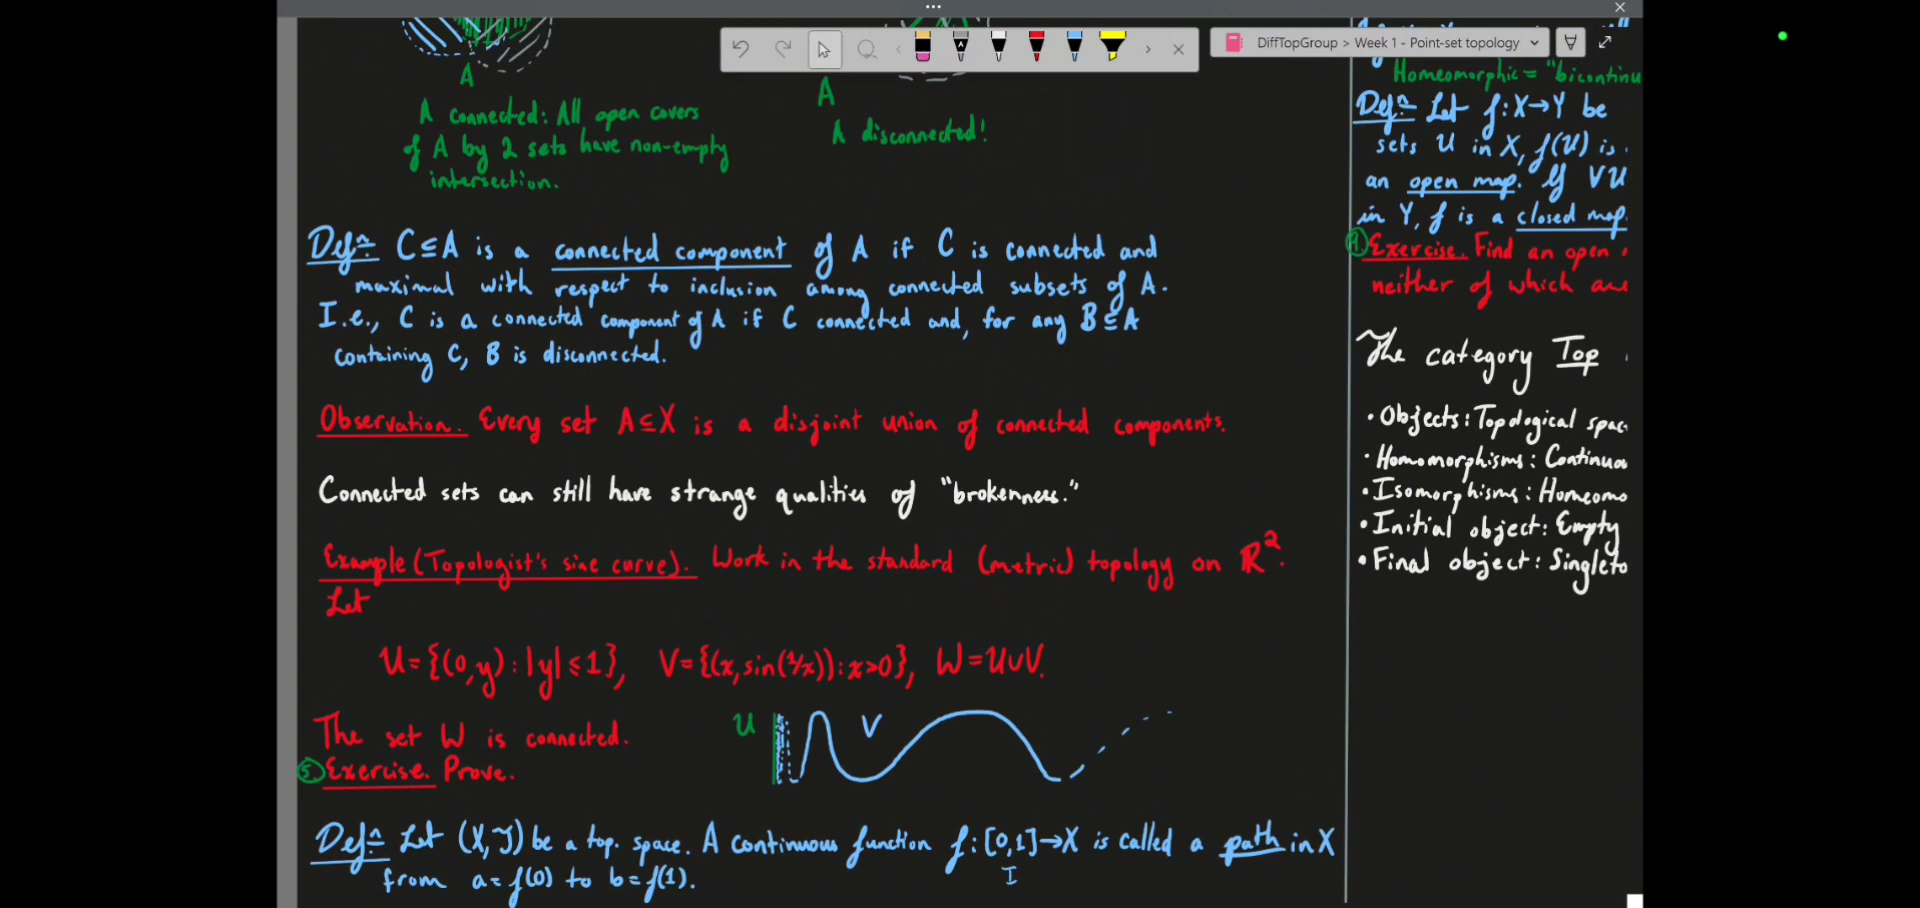 DiffTopGroup > Week 1 - Point-set topology
A
A connected: All open covers
of A by 2 sets have non-empty
intersection.
A
A disconnected!
Defⁿ: C⊆A is a connected component of A if C is connected and
maximal with respect to inclusion among connected subsets of A.
I.e., C is a connected component of A if C connected and, for any B⊆A
containing C, B is disconnected.
Observation. Every set A⊆X is a disjoint union of connected components.
Connected sets can still have strange qualities of "brokenness."
Example (Topologist's sine curve). Work in the standard (metric) topology on ℝ².
Let
U={(0,y):|y|≤1}, V={(x,sin(1/x)):x>0}, W=U∪V.
The set W is connected.
5. Exercise. Prove.
U
V
Defⁿ: Let (X,𝒯) be a top. space. A continuous function f:[0,1]→X is called a path in X
I
from a=f(0) to b=f(1).
Homeomorphic = "bicontinu
Defⁿ: Let f:X→Y be
sets U in X, f(U) is
an open map. If ∀U
in Y, f is a closed map.
Exercise. Find an open
neither of which are
The category Top
• Objects: Topological spac
• Homomorphisms: Continuou
• Isomorphisms: Homeomo
• Initial object: Empty
• Final object: Singleto